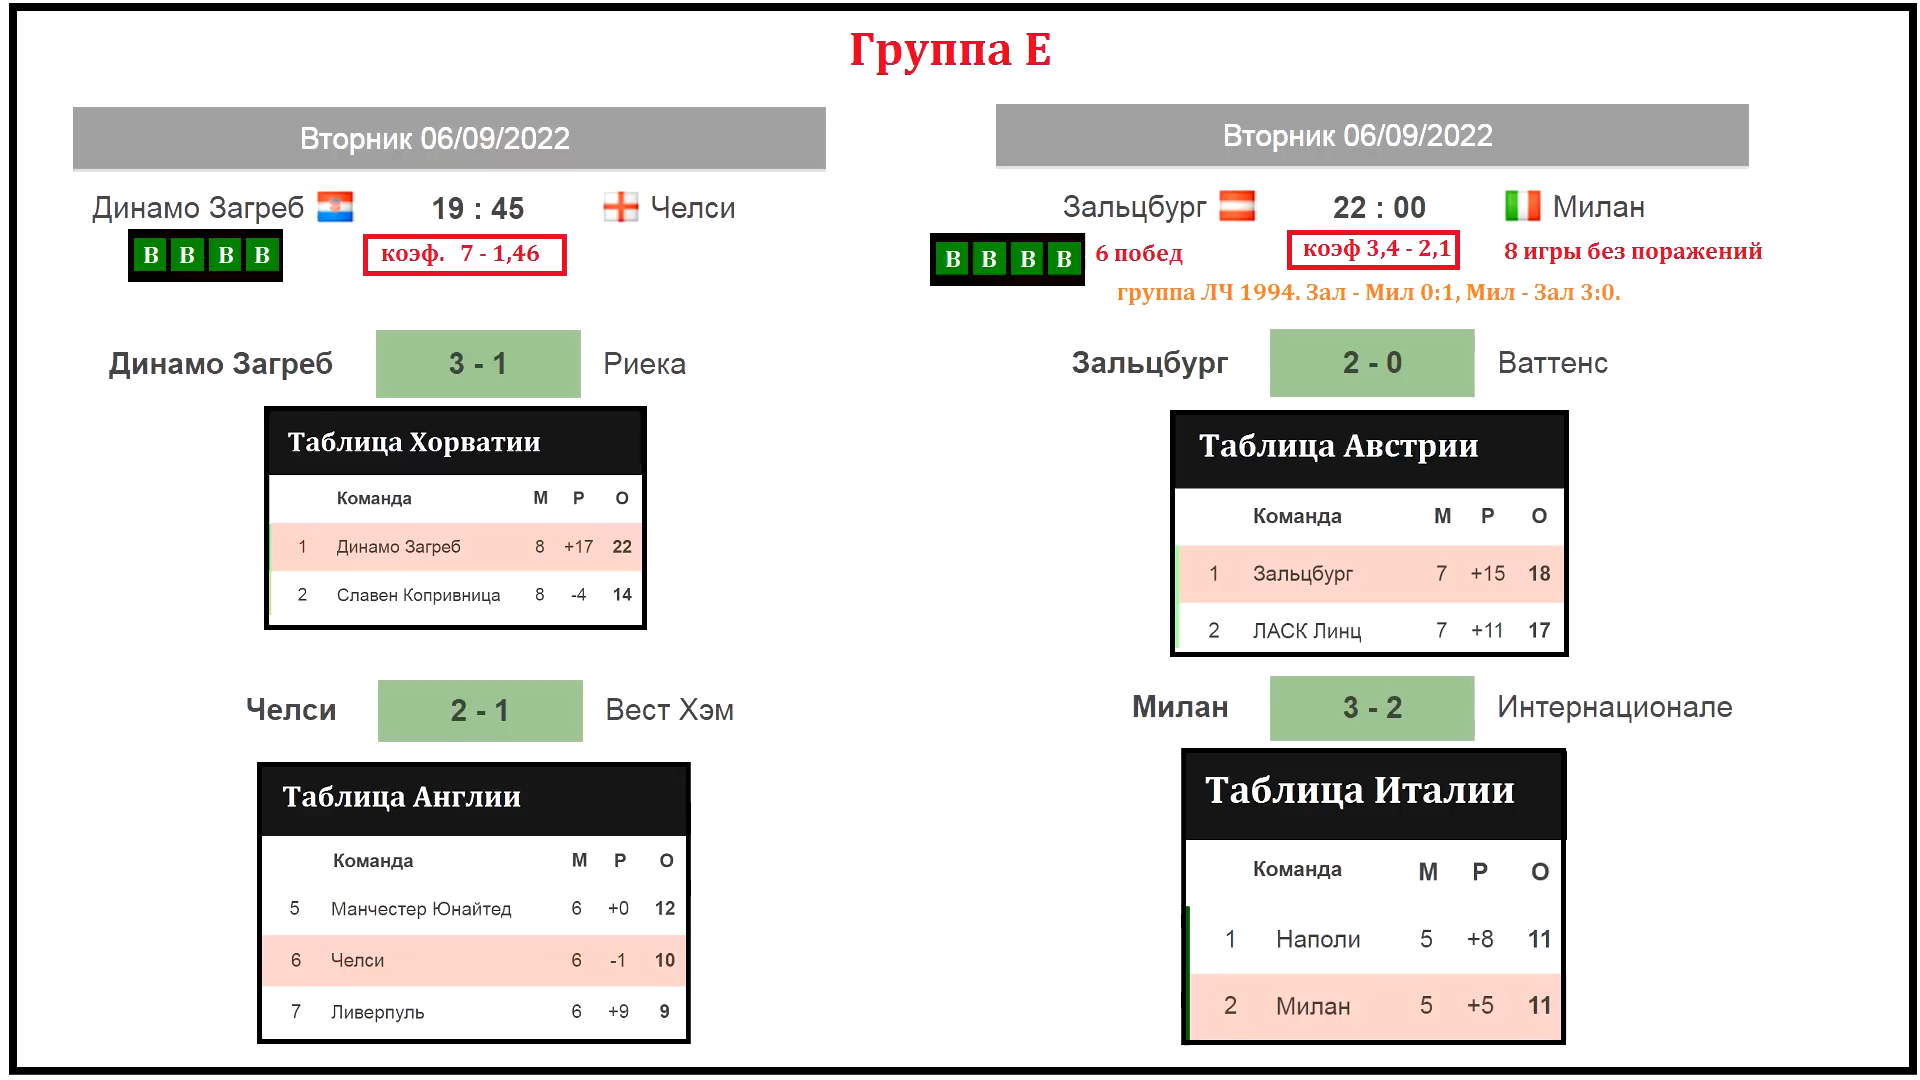 Группа Е
Вторник 06/09/2022
Динамо Загреб 19 : 45 Челси
В В В В коэф. 7 - 1,46
Динамо Загреб 3 - 1 Риека
Таблица Хорватии
Команда М Р О
1 Динамо Загреб 8 +17 22
2 Славен Копривница 8 -4 14
Челси 2 - 1 Вест Хэм
Таблица Англии
Команда М Р О
5 Манчестер Юнайтед 6 +0 12
6 Челси 6 -1 10
7 Ливерпуль 6 +9 9
Вторник 06/09/2022
Зальцбург 22 : 00 Милан
В В В В 6 побед коэф 3,4 - 2,1 8 игры без поражений
группа ЛЧ 1994. Зал - Мил 0:1, Мил - Зал 3:0.
Зальцбург 2 - 0 Ваттенс
Таблица Австрии
Команда М Р О
1 Зальцбург 7 +15 18
2 ЛАСК Линц 7 +11 17
Милан 3 - 2 Интернационале
Таблица Италии
Команда М Р О
1 Наполи 5 +8 11
2 Милан 5 +5 11